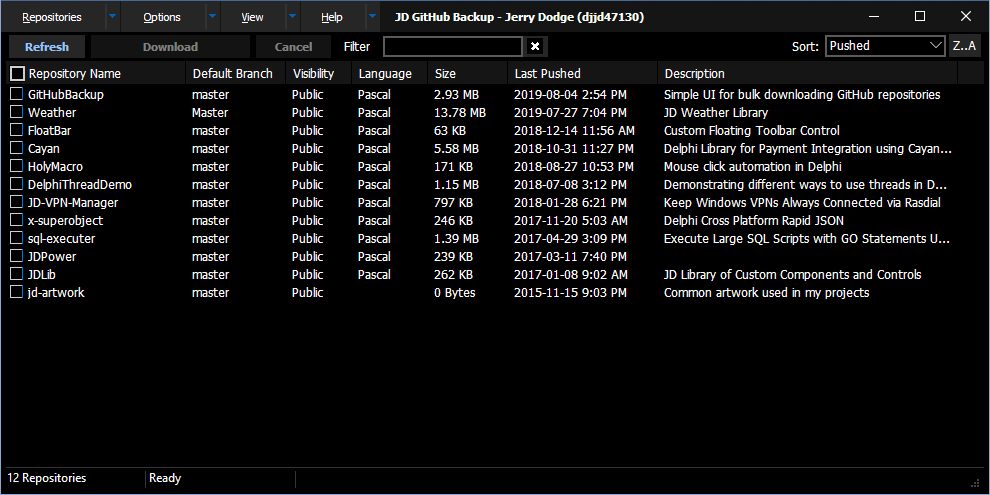 Repositories Options View Help JD GitHub Backup - Jerry Dodge (djjd47130)
Refresh Download Cancel Filter Sort: Pushed Z..A
Repository Name Default Branch Visibility Language Size Last Pushed Description
GitHubBackup master Public Pascal 2.93 MB 2019-08-04 2:54 PM Simple UI for bulk downloading GitHub repositories
Weather Master Public Pascal 13.78 MB 2019-07-27 7:04 PM JD Weather Library
FloatBar master Public Pascal 63 KB 2018-12-14 11:56 AM Custom Floating Toolbar Control
Cayan master Public Pascal 5.58 MB 2018-10-31 11:27 PM Delphi Library for Payment Integration using Cayan...
HolyMacro master Public Pascal 171 KB 2018-08-27 10:53 PM Mouse click automation in Delphi
DelphiThreadDemo master Public Pascal 1.15 MB 2018-07-08 3:12 PM Demonstrating different ways to use threads in D...
JD-VPN-Manager master Public Pascal 797 KB 2018-01-28 6:21 PM Keep Windows VPNs Always Connected via Rasdial
x-superobject master Public Pascal 246 KB 2017-11-20 5:03 AM Delphi Cross Platform Rapid JSON
sql-executer master Public Pascal 1.39 MB 2017-04-29 3:09 PM Execute Large SQL Scripts with GO Statements U...
JDPower master Public Pascal 239 KB 2017-03-11 7:40 PM
JDLib master Public Pascal 262 KB 2017-01-08 9:02 AM JD Library of Custom Components and Controls
jd-artwork master Public 0 Bytes 2015-11-15 9:03 PM Common artwork used in my projects
12 Repositories Ready